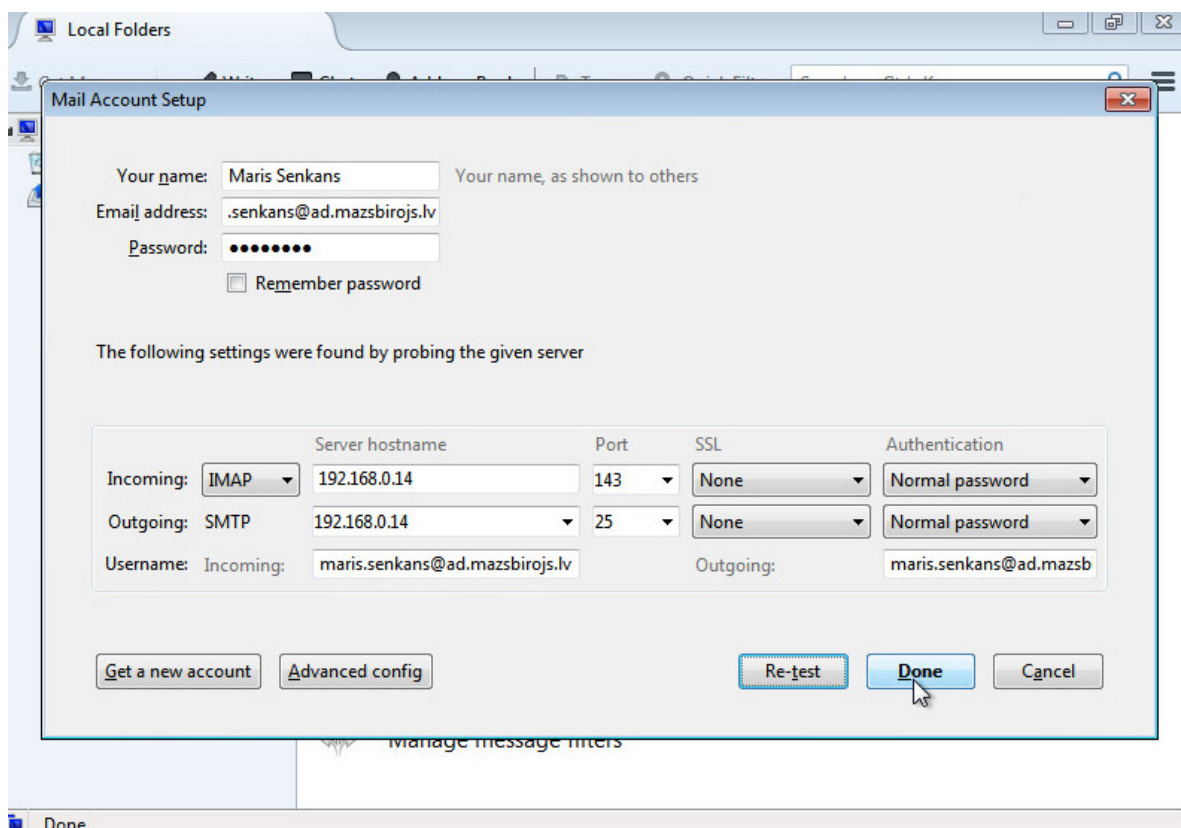 Local Folders
Mail Account Setup
Your name: Maris Senkans Your name, as shown to others
Email address: .senkans@ad.mazsbirojs.lv
Password: ••••••••
Remember password
The following settings were found by probing the given server
Server hostname Port SSL Authentication
Incoming: IMAP 192.168.0.14 143 None Normal password
Outgoing: SMTP 192.168.0.14 25 None Normal password
Username: Incoming: maris.senkans@ad.mazsbirojs.lv Outgoing: maris.senkans@ad.mazsb
Get a new account Advanced config Re-test Done Cancel
Manage message filters
Done